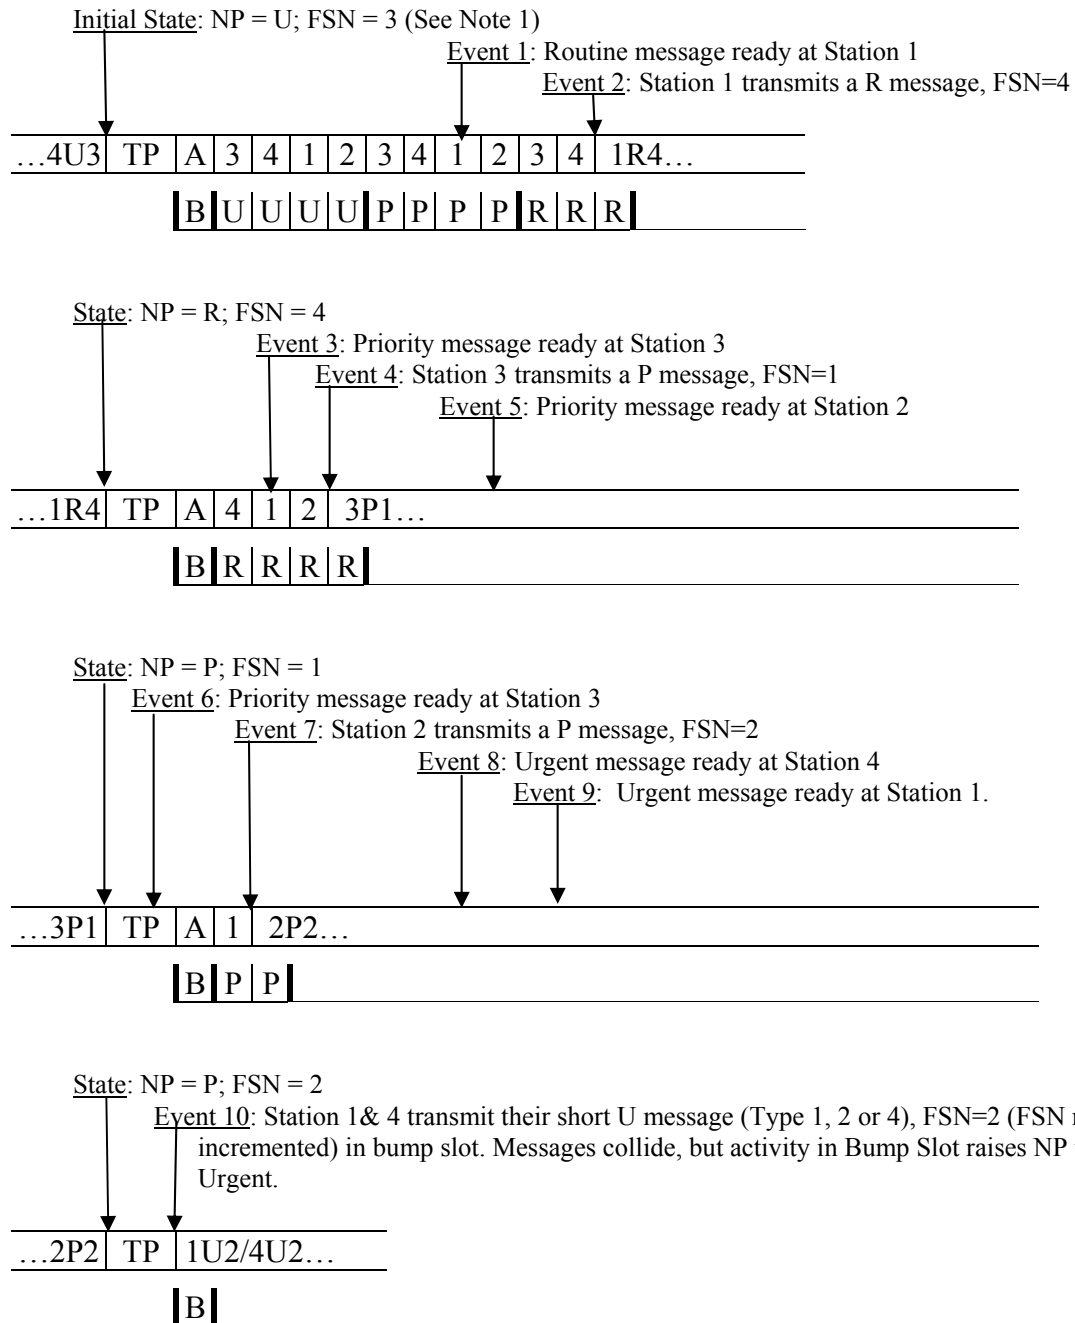 Initial State: NP = U; FSN = 3 (See Note 1)
Event 1: Routine message ready at Station 1
Event 2: Station 1 transmits a R message, FSN=4
…4U3 TP A 3 4 1 2 3 4 1 2 3 4 1R4…
B U U U U P P P P R R R
State: NP = R; FSN = 4
Event 3: Priority message ready at Station 3
Event 4: Station 3 transmits a P message, FSN=1
Event 5: Priority message ready at Station 2
…1R4 TP A 4 1 2 3P1…
B R R R R
State: NP = P; FSN = 1
Event 6: Priority message ready at Station 3
Event 7: Station 2 transmits a P message, FSN=2
Event 8: Urgent message ready at Station 4
Event 9: Urgent message ready at Station 1.
…3P1 TP A 1 2P2…
B P P
State: NP = P; FSN = 2
Event 10: Station 1& 4 transmit their short U message (Type 1, 2 or 4), FSN=2 (FSN
incremented) in bump slot. Messages collide, but activity in Bump Slot raises NP
Urgent.
…2P2 TP 1U2/4U2…
B